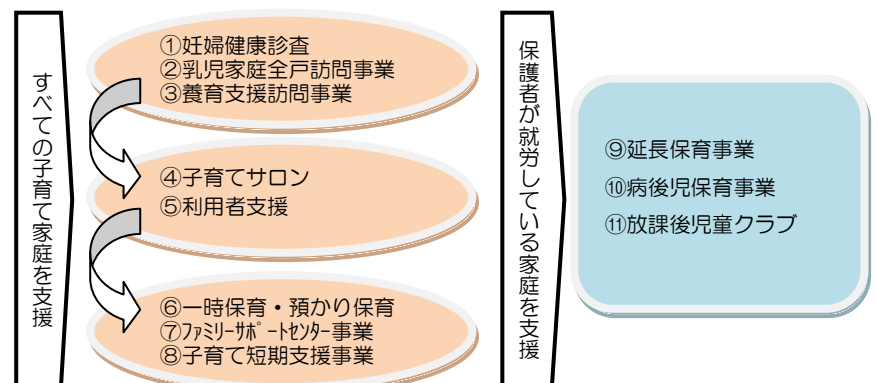 すべての子育て家庭を支援
①妊婦健康診査
②乳児家庭全戸訪問事業
③養育支援訪問事業
④子育てサロン
⑤利用者支援
⑥一時保育・預かり保育
⑦ﾌｧﾐﾘｰｻﾎﾟｰﾄｾﾝﾀｰ事業
⑧子育て短期支援事業
保護者が就労している家庭を支援
⑨延長保育事業
⑩病後児保育事業
⑪放課後児童クラブ